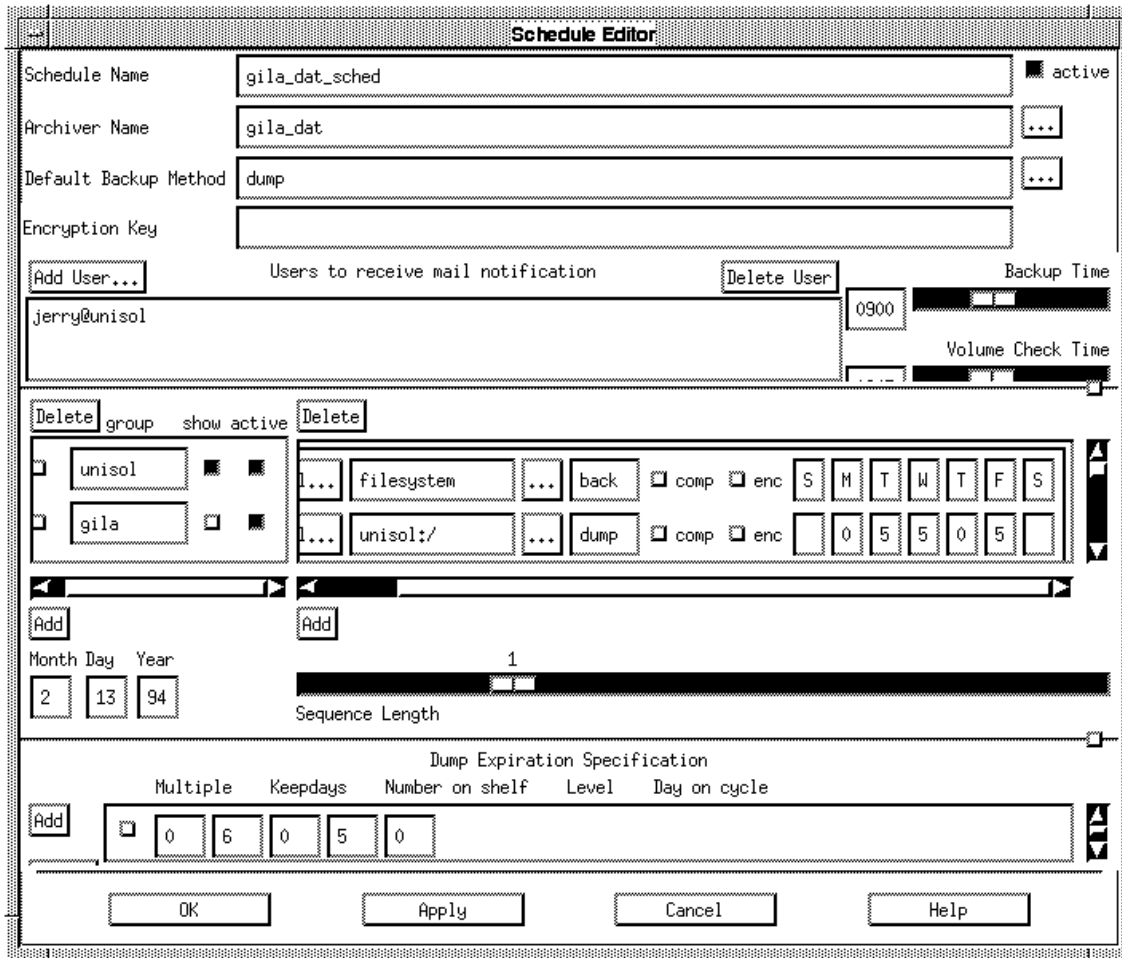 Schedule Editor
Schedule Name gila_dat_sched active
Archiver Name gila_dat ...
Default Backup Method dump ...
Encryption Key
Add User... Users to receive mail notification Delete User Backup Time
jerry@unisol 0900
Volume Check Time
Delete group show active Delete
unisol l... filesystem ... back comp enc S M T W T F S
gila l... unisol:/ ... dump comp enc 0 5 5 0 5
Add Add
Month Day Year 1
2 13 94
Sequence Length
Dump Expiration Specification
Multiple Keepdays Number on shelf Level Day on cycle
Add 0 6 0 5 0
OK Apply Cancel Help